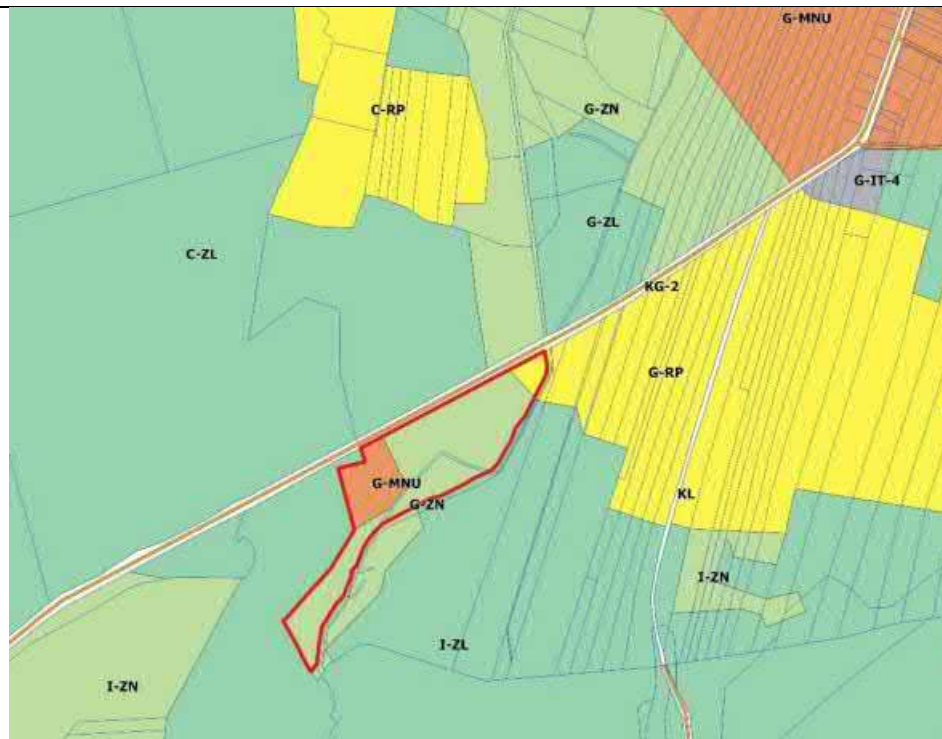 G-MNU
C-RP
G-ZN
G-IT-4
G-ZL
C-ZL
KG-2
G-RP
G-MNU
KL
G-ZN
I-ZN
I-ZL
I-ZN